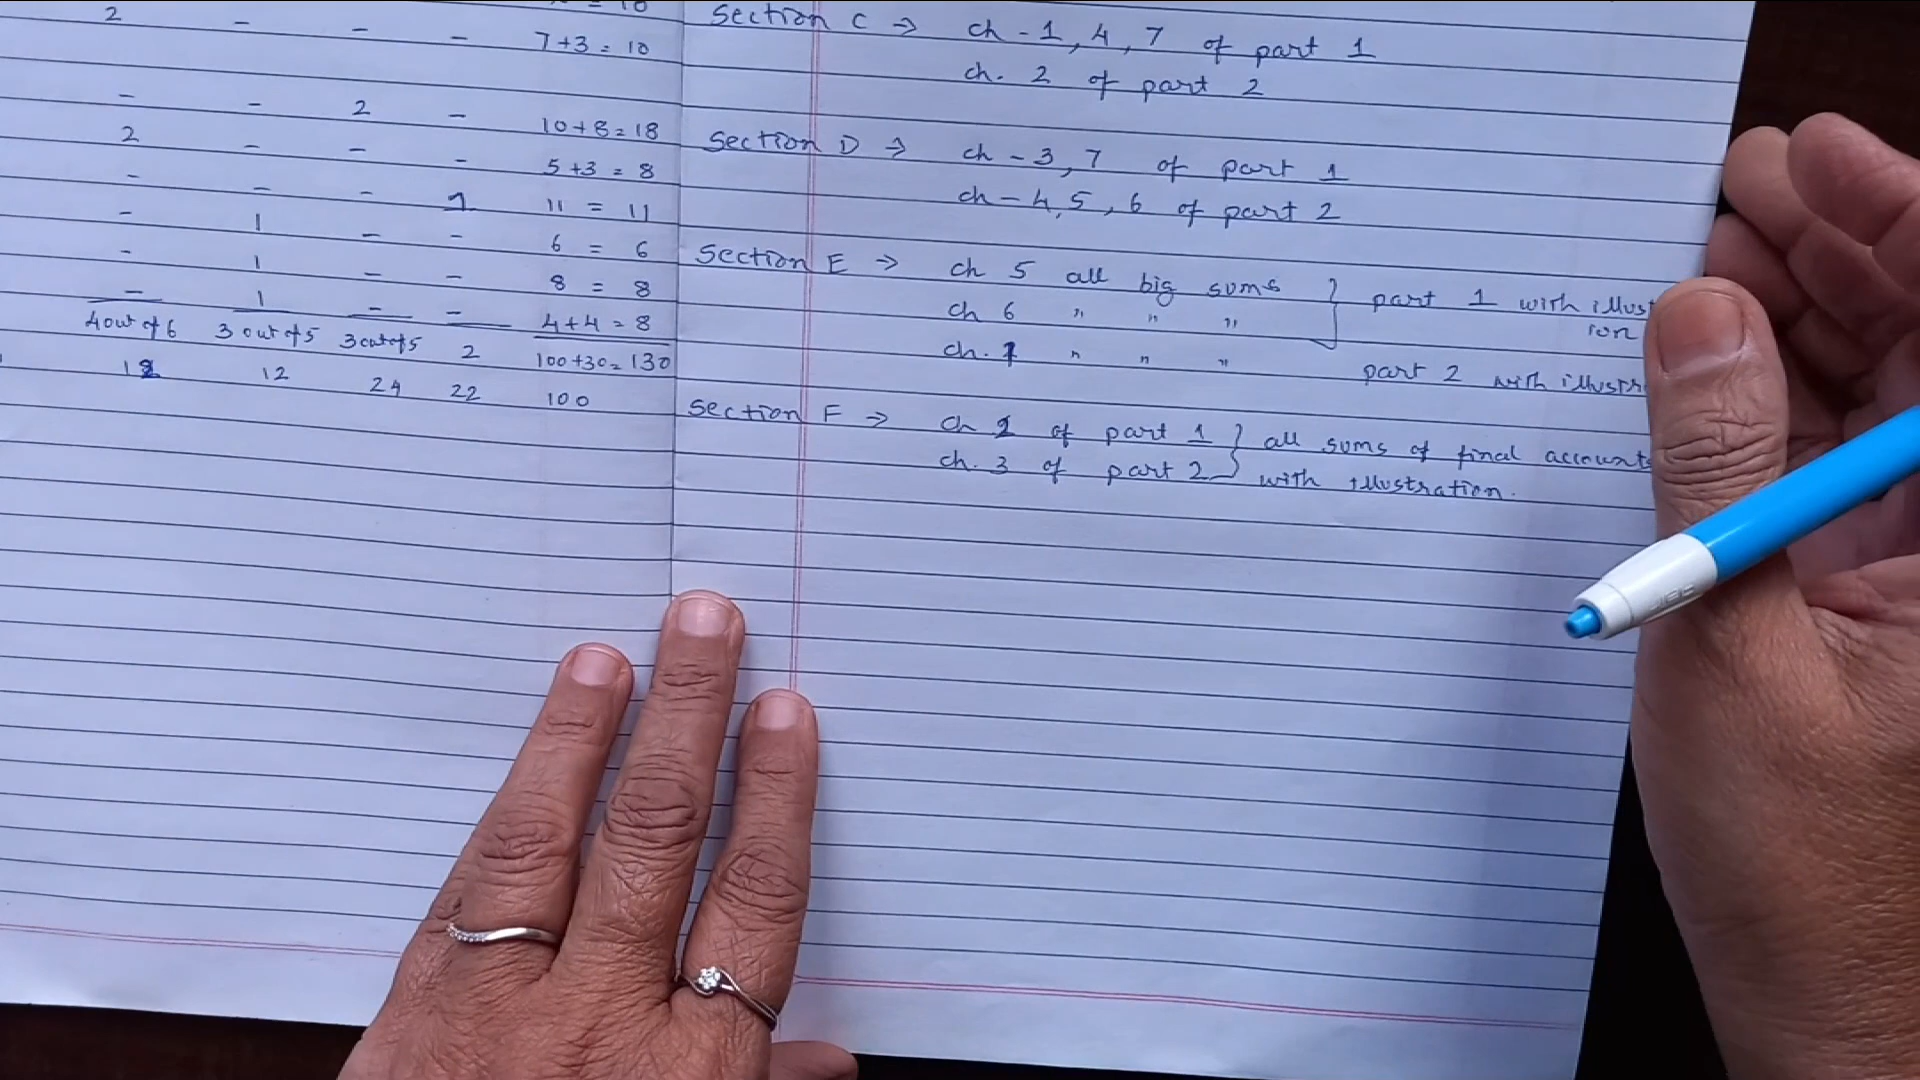 2 - - - 7+3 = 10
- - 2 - 10+8 = 18
2 - - - 5+3 = 8
- - - 1 11 = 11
- 1 - - 6 = 6
- 1 - - 8 = 8
- 1 - - 4+4 = 8
4 out of 6 3 out of 5 3 out of 5 2 100+30 = 130
12 24 22 100
Section C → ch - 1, 4, 7 of part 1
ch. 2 of part 2
Section D → ch - 3, 7 of part 1
ch - 4, 5, 6 of part 2
Section E → ch 5 all big sums } part 1 with illust
ch 6 " " " ion
ch. 1 " " " part 2 with illustr
Section F → ch 2 of part 1 } all sums of final accounts
ch. 3 of part 2 } with illustration.